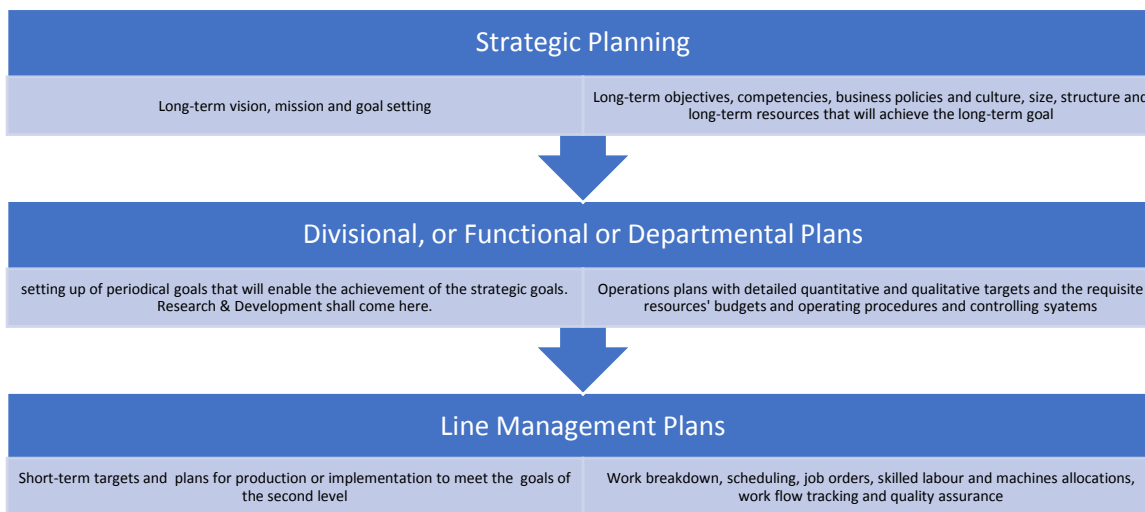 Strategic Planning
Long-term vision, mission and goal setting
Long-term objectives, competencies, business policies and culture, size, structure and
long-term resources that will achieve the long-term goal
Divisional, or Functional or Departmental Plans
setting up of periodical goals that will enable the achievement of the strategic goals.
Research & Development shall come here.
Operations plans with detailed quantitative and qualitative targets and the requisite
resources' budgets and operating procedures and controlling systems
Line Management Plans
Short-term targets and plans for production or implementation to meet the goals of
the second level
Work breakdown, scheduling, job orders, skilled labour and machines allocations,
work flow tracking and quality assurance